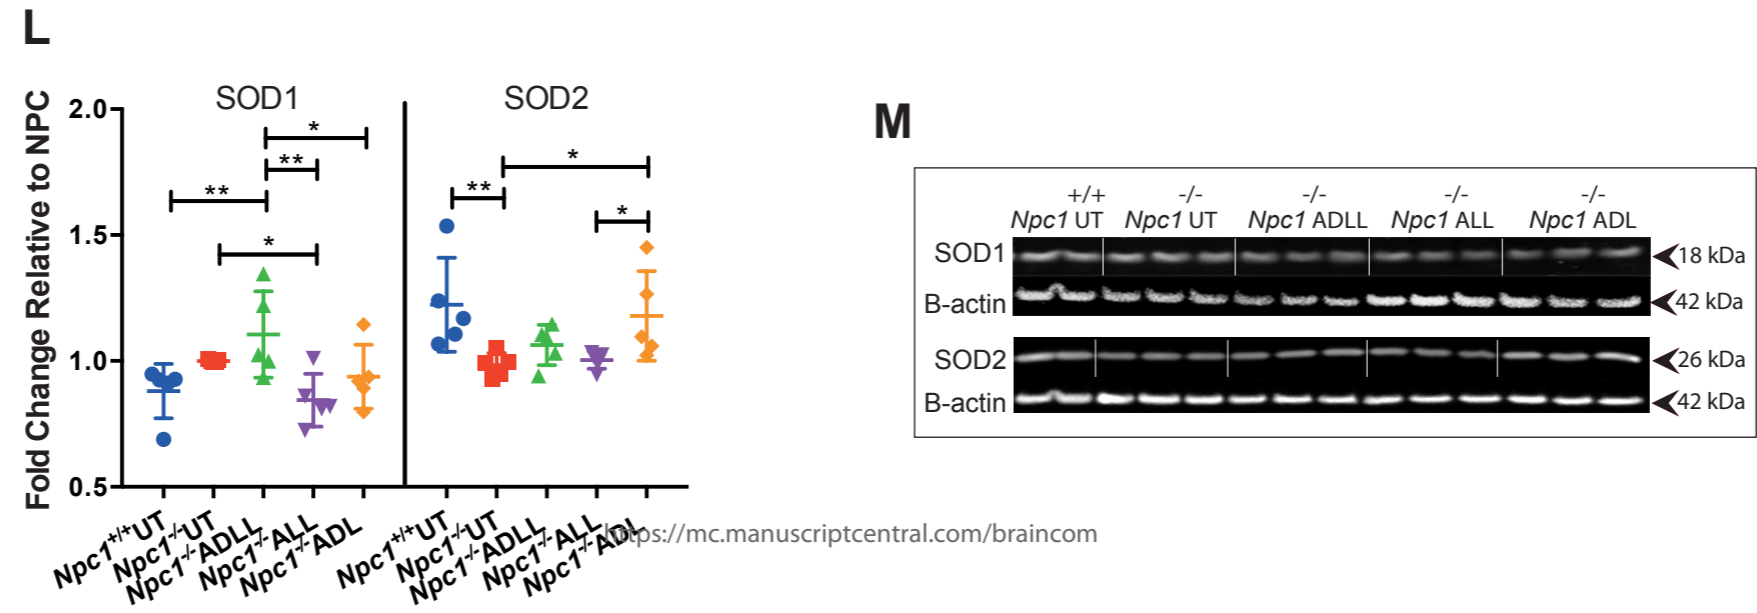 L
Fold Change Relative to NPC
SOD1
SOD2
2.0
1.5
1.0
0.5
*
**
**
*
*
**
*
Npc1+/+UT
Npc1-/-UT
Npc1-/-ADLL
Npc1-/-ALL
Npc1-/-ADL
Npc1+/+UT
Npc1-/-UT
Npc1-/-ADLL
Npc1-/-ALL
Npc1-/-ADL
https://mc.manuscriptcentral.com/braincom
M
+/+ -/- -/- -/- -/-
Npc1 UT Npc1 UT Npc1 ADLL Npc1 ALL Npc1 ADL
SOD1 18 kDa
B-actin 42 kDa
SOD2 26 kDa
B-actin 42 kDa